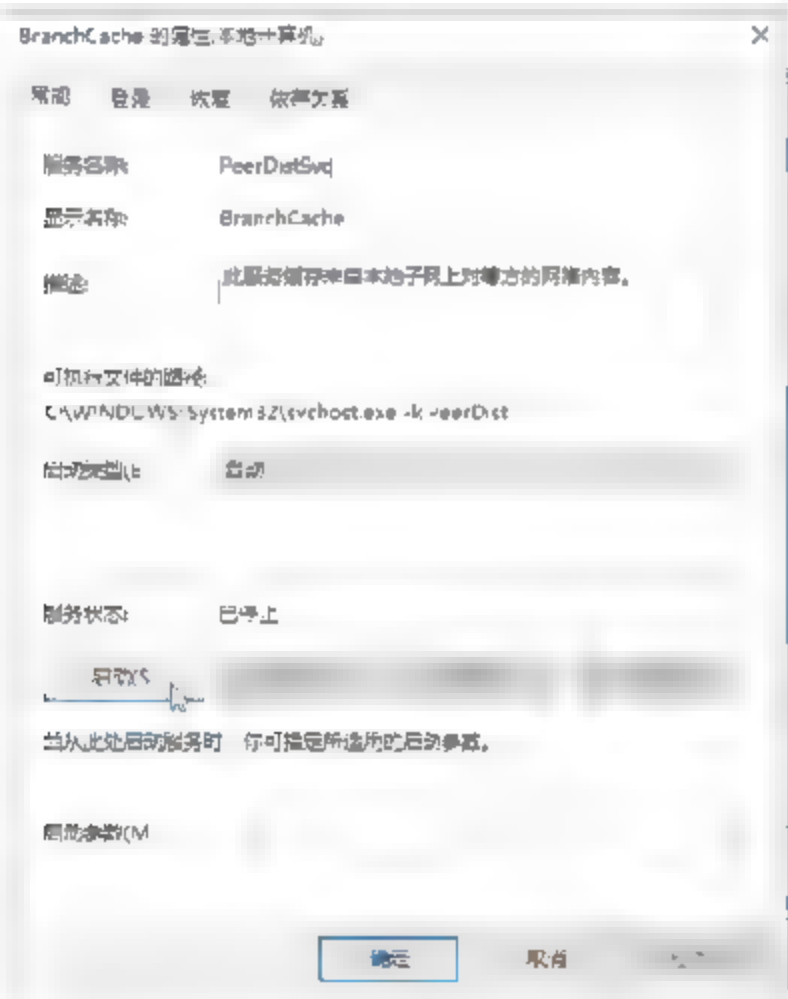 BranchCache 的属性(本地计算机)
常规 登录 恢复 依存关系
服务名称: PeerDistSvc
显示名称: BranchCache
描述: 此服务缓存来自本地子网上对等方的网络内容。
可执行文件的路径:
C:\WINDOWS\System32\svchost.exe -k PeerDist
启动类型(E 自动
服务状态: 已停止
启动(S
当从此处启动服务时，你可指定所适用的启动参数。
启动参数(M
确定 取消